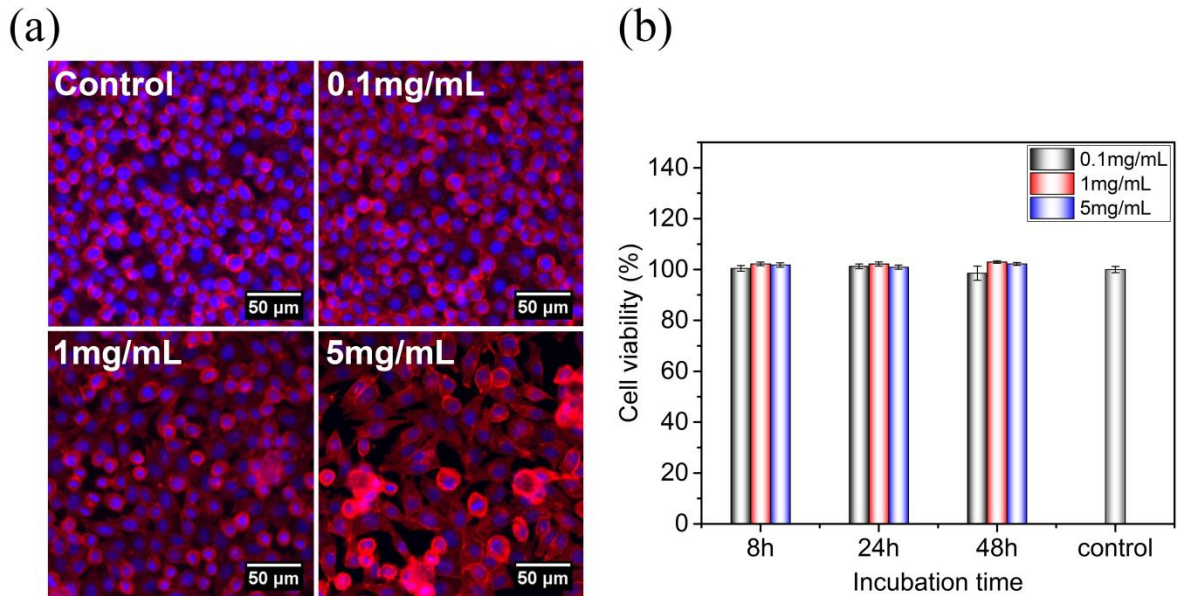 (a)
Control
0.1mg/mL
50 µm
50 µm
1mg/mL
5mg/mL
50 µm
50 µm
(b)
Cell viability (%)
140
120
100
80
60
40
20
0
0.1mg/mL
1mg/mL
5mg/mL
8h
24h
48h
control
Incubation time